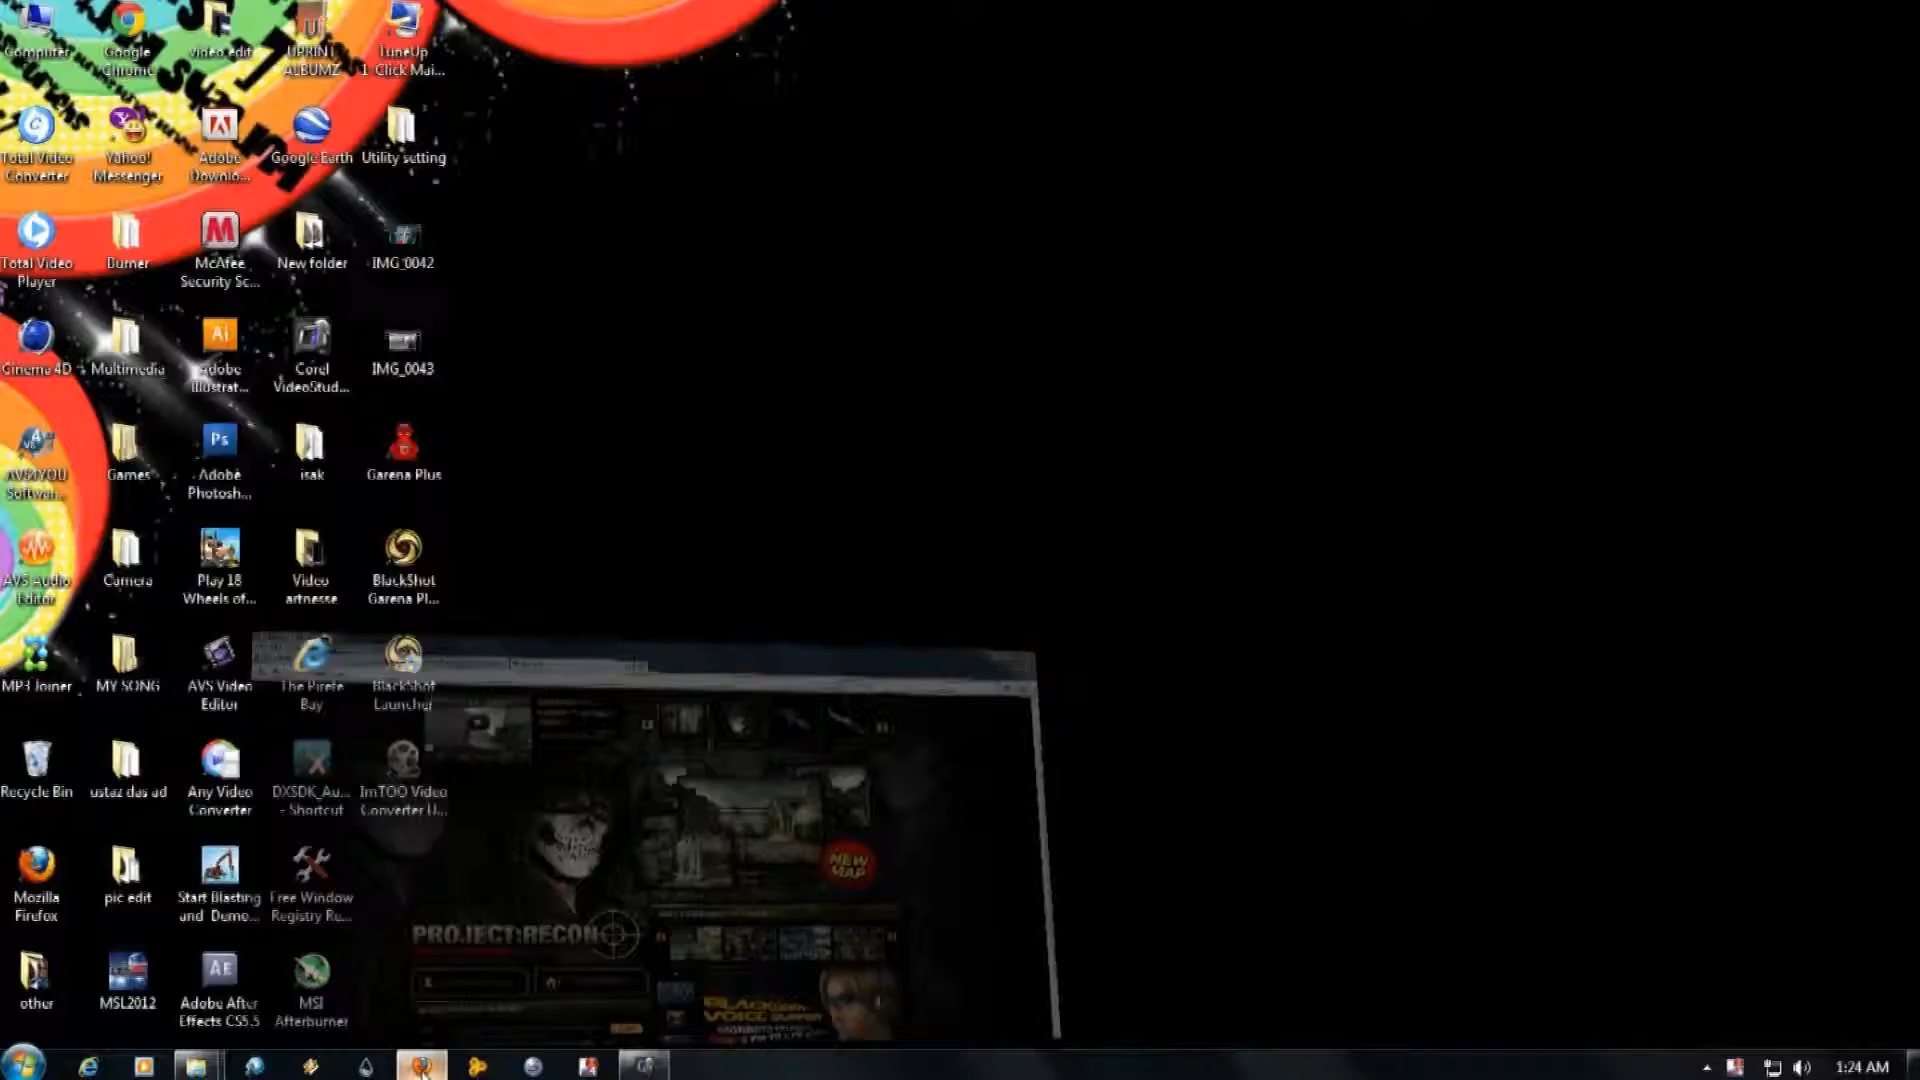 Computer
Google
Chrome
video edit
UPRINT
ALBUMZ
TuneUp
1 Click Mai...
Total Video
Converter
Yahoo!
Messenger
Adobe
Downlo...
Google Earth
Utility setting
Total Video
Player
Burner
McAfee
Security Sc...
New folder
IMG_0042
Cinema 4D
Multimedia
Adobe
Illustrat...
Corel
VideoStud...
IMG_0043
AVS4YOU
Softwar...
Games
Adobe
Photosh...
isak
Garena Plus
AVS Audio
Editor
Camera
Play 18
Wheels of...
Video
artnesse
BlackShot
Garena Pl...
MP3 Joiner
MY SONG
AVS Video
Editor
The Pirate
Bay
BlackShot
Launcher
Recycle Bin
ustaz das ad
Any Video
Converter
DXSDK_Au...
- Shortcut
ImTOO Video
Converter U...
NEW
MAP
Mozilla
Firefox
pic edit
Start Blasting
and Demo...
Free Window
Registry Re...
PROJECT:RECON
other
MSL2012
Adobe After
Effects CS5.5
MSI
Afterburner
1:24 AM